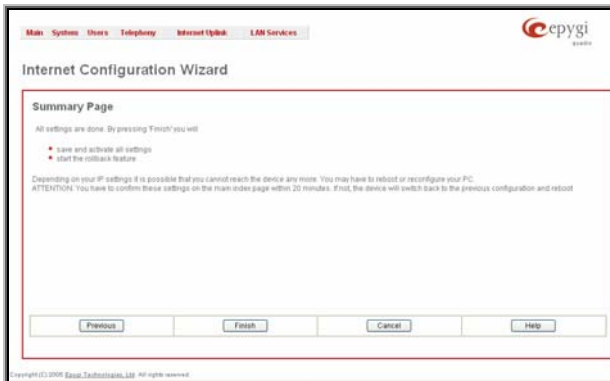 Main System Users Telephony Internet Uplink LAN Services
epygi
quadro
Internet Configuration Wizard
Summary Page
All settings are done. By pressing 'Finish' you will
save and activate all settings
start the rollback feature
Depending on your IP settings it is possible that you cannot reach the device any more. You may have to reboot or reconfigure your PC.
ATTENTION. You have to confirm these settings on the main index page within 20 minutes. If not, the device will switch back to the previous configuration and reboot
Previous Finish Cancel Help
Copyright (C) 2005 Epygi Technologies, Ltd. All rights reserved.